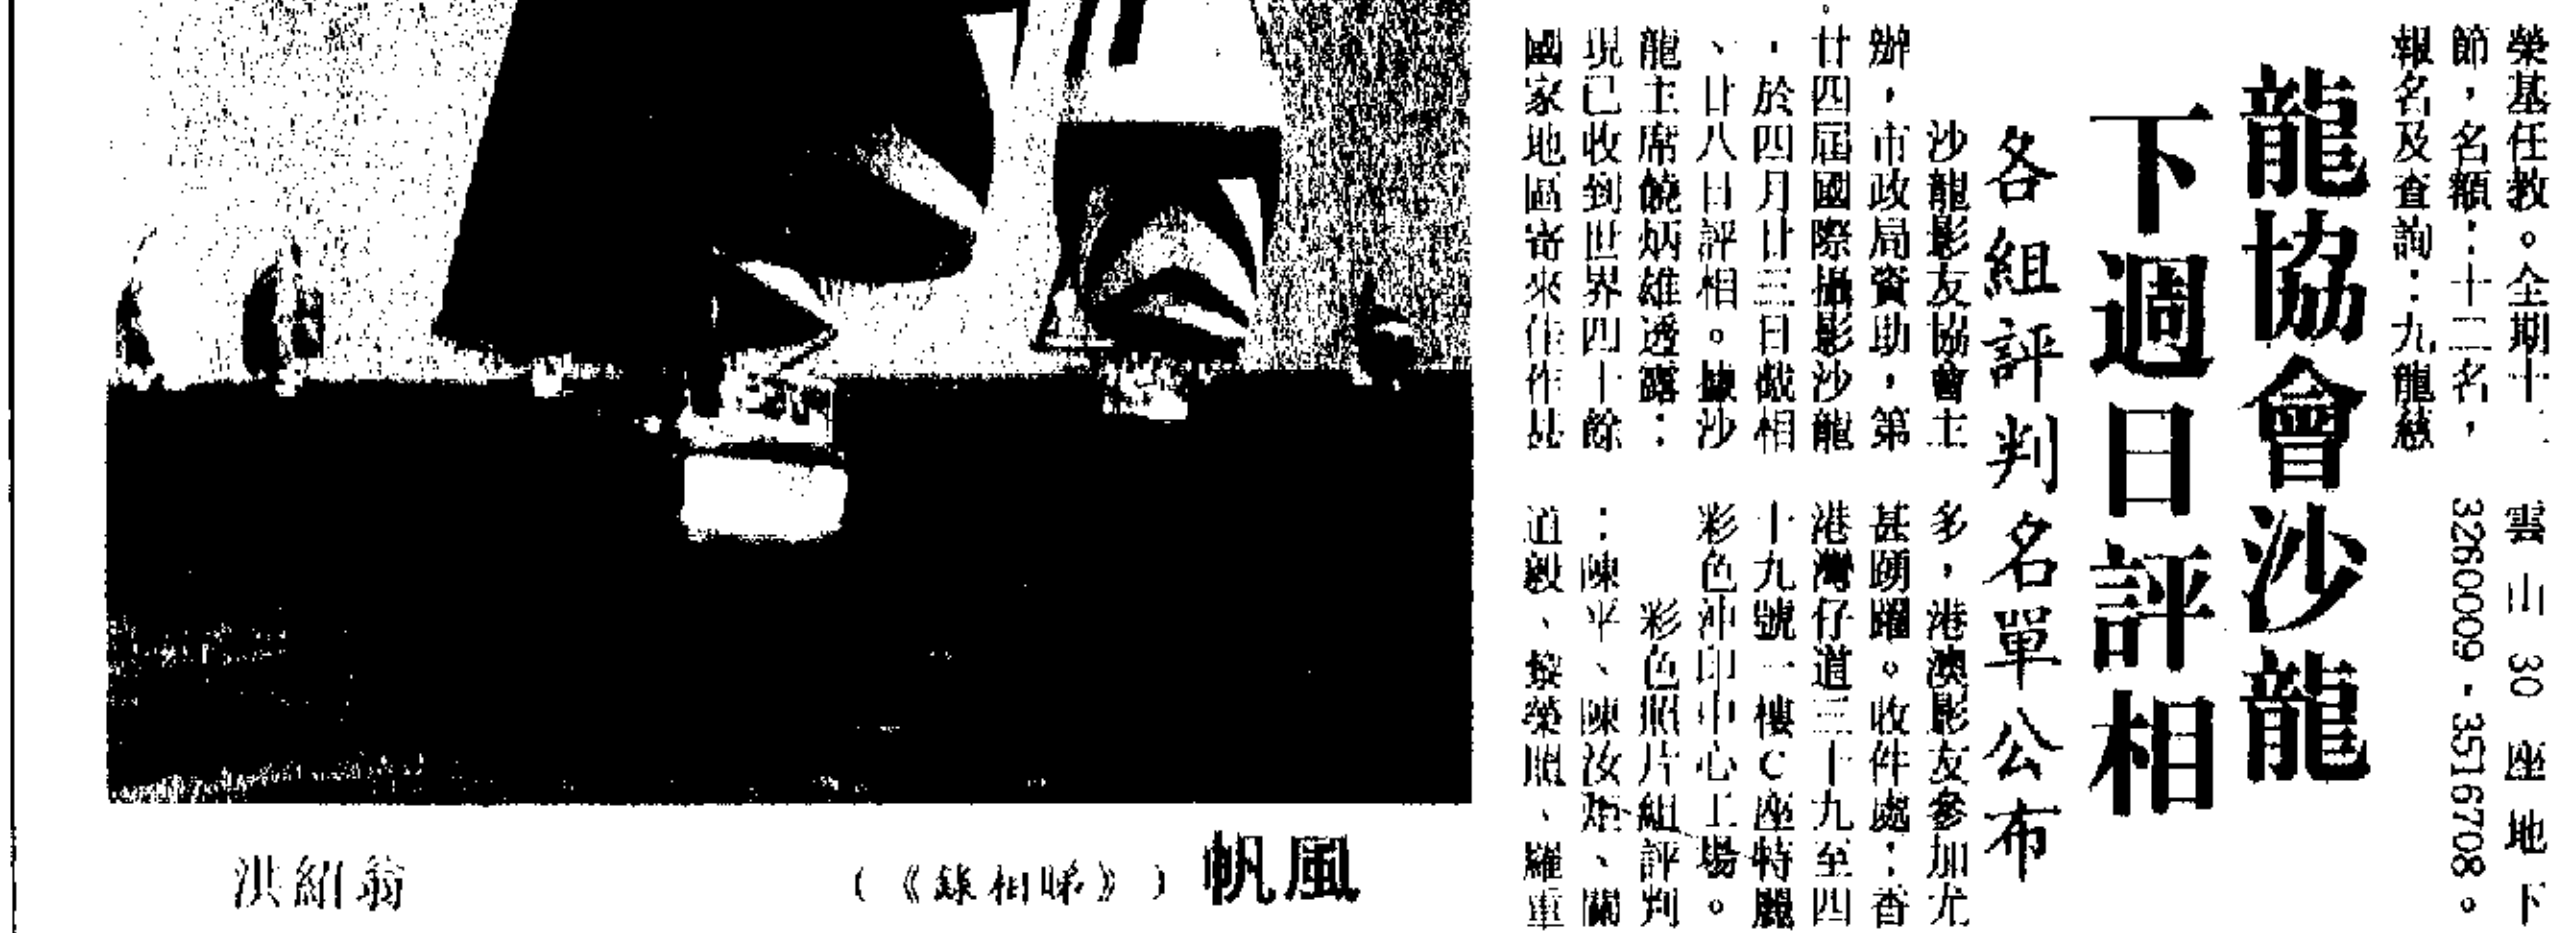 榮基任教。全期十二
節，名額：十二名，
報名及查詢：九龍慈
雲山30座地下
3260009・3516708。
龍協會沙龍
下週日評相
各組評判名單公布
沙龍影友協會主
辦，市政局資助，第
廿四屆國際攝影沙龍
，於四月廿三日截相
、廿八日評相。據沙
龍主席饒炳雄透露：
現已收到世界四十餘
國家地區寄來佳作甚
多，港澳影友參加尤
甚踴躍。收件處：香
港灣仔道三十九至四
十九號一樓C座特麗
彩色沖印中心工場。
彩色照片組評判
：陳平、陳汝炬、關
道毅、黎榮照、羅重
風帆（《睇相錄》）
翁紹洪